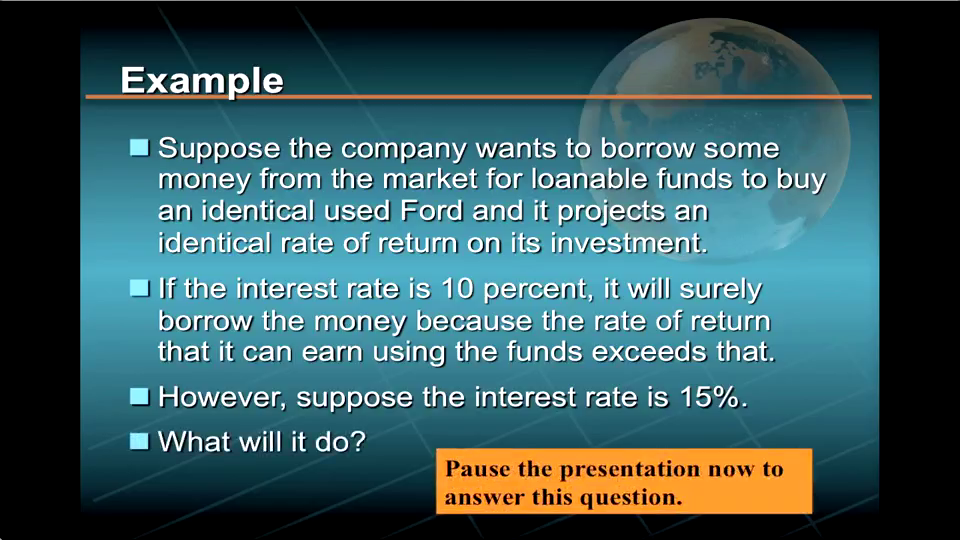 Example
Suppose the company wants to borrow some
money from the market for loanable funds to buy
an identical used Ford and it projects an
identical rate of return on its investment.
If the interest rate is 10 percent, it will surely
borrow the money because the rate of return
that it can earn using the funds exceeds that.
However, suppose the interest rate is 15%.
What will it do?
Pause the presentation now to
answer this question.